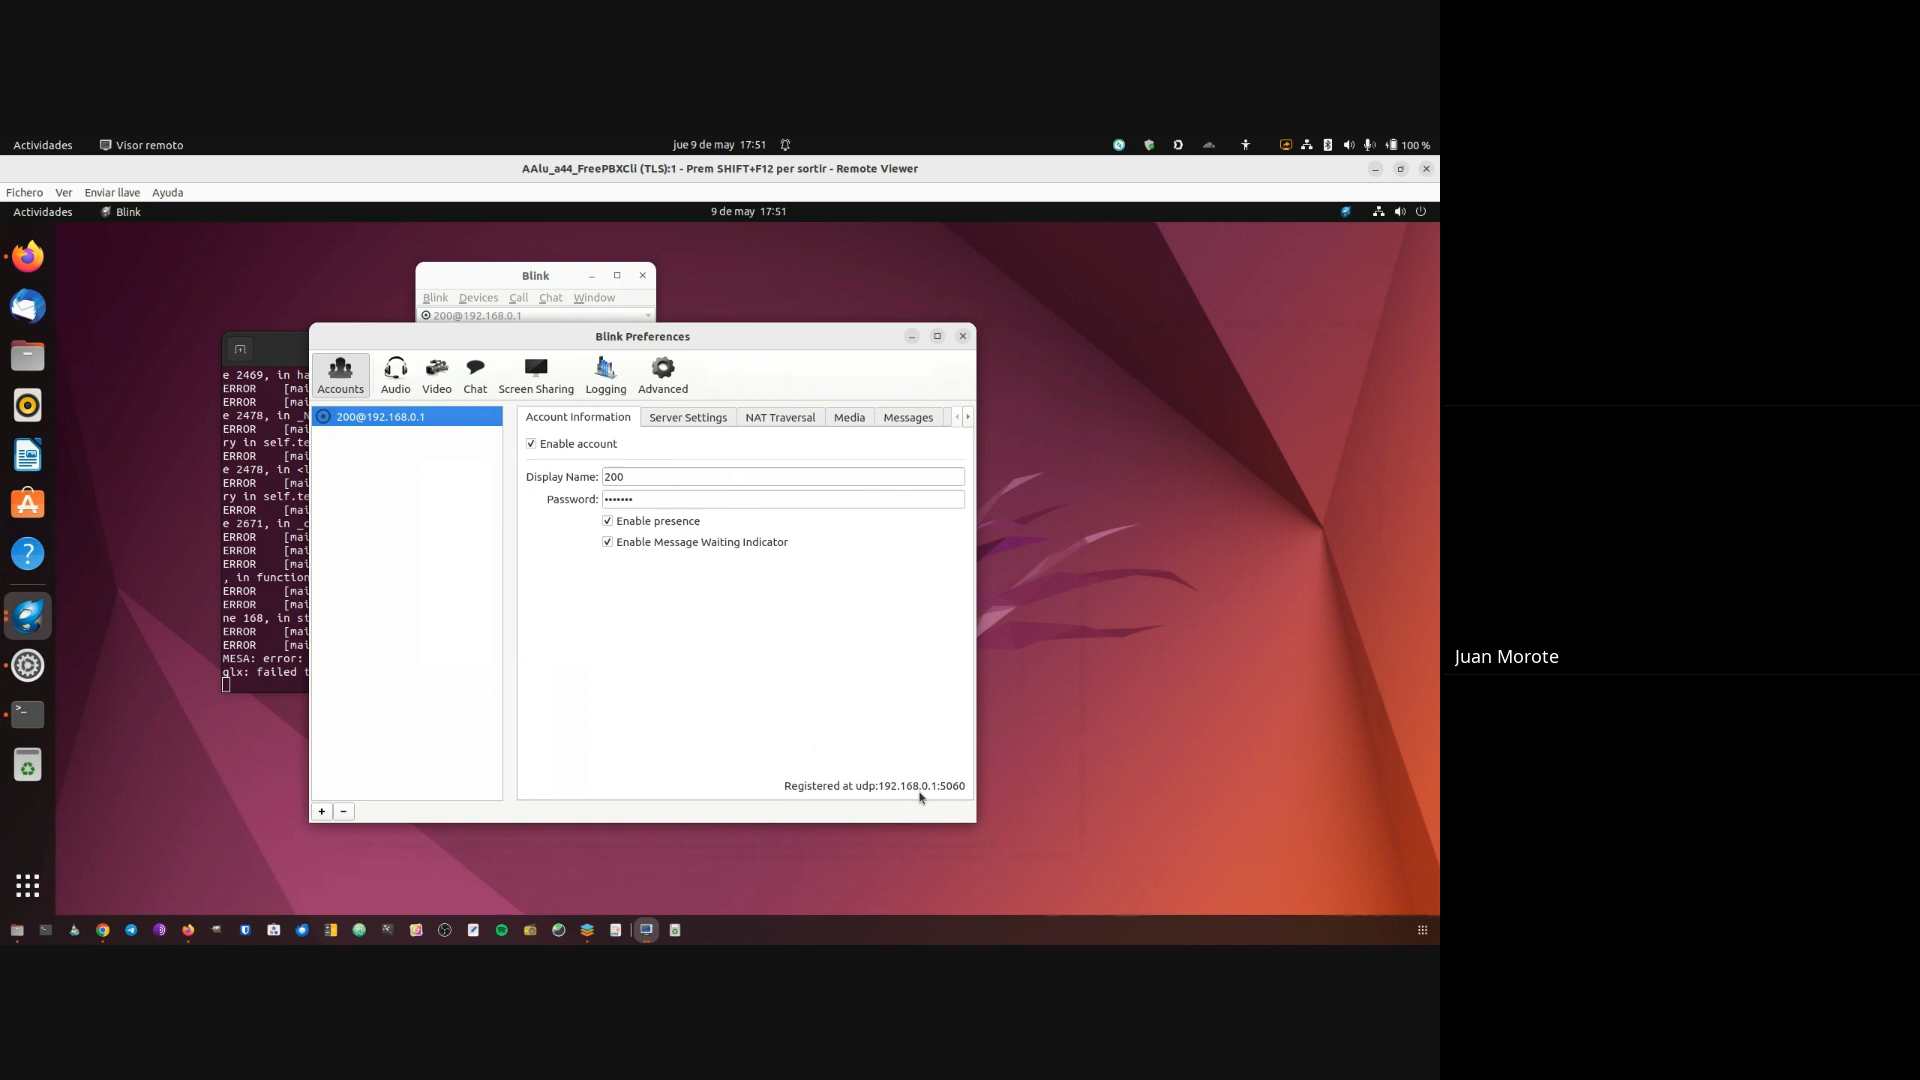 Actividades Visor remoto jue 9 de may 17:51 100 %
AAlu_a44_FreePBXCli (TLS):1 - Prem SHIFT+F12 per sortir - Remote Viewer
Fichero Ver Enviar llave Ayuda
Actividades Blink 9 de may 17:51
Blink
Blink Devices Call Chat Window
200@192.168.0.1
Blink Preferences
Accounts Audio Video Chat Screen Sharing Logging Advanced
200@192.168.0.1
Account Information Server Settings NAT Traversal Media Messages
Enable account
Display Name: 200
Password: •••••••
Enable presence
Enable Message Waiting Indicator
Registered at udp:192.168.0.1:5060
+ −
e 2469, in ha
ERROR [mai
ERROR [mai
e 2478, in _N
ERROR [mai
ry in self.te
ERROR [mai
e 2478, in <l
ERROR [mai
ry in self.te
ERROR [mai
e 2671, in _c
ERROR [mai
ERROR [mai
ERROR [mai
, in function
ERROR [mai
ERROR [mai
ne 168, in st
ERROR [mai
ERROR [mai
MESA: error:
glx: failed t
Juan Morote